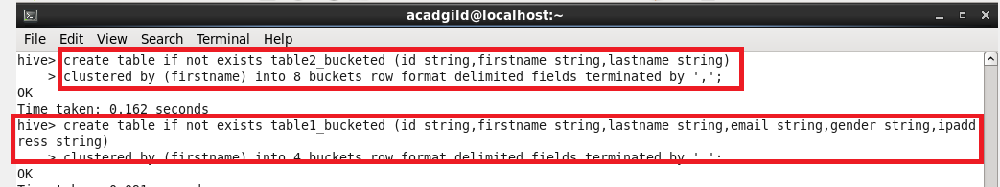 acadgild@localhost:~
File Edit View Search Terminal Help
hive> create table if not exists table2_bucketed (id string,firstname string,lastname string)
    > clustered by (firstname) into 8 buckets row format delimited fields terminated by ',';
OK
Time taken: 0.162 seconds
hive> create table if not exists table1_bucketed (id string,firstname string,lastname string,email string,gender string,ipadd
ress string)
    > clustered by (firstname) into 4 buckets row format delimited fields terminated by ',';
OK